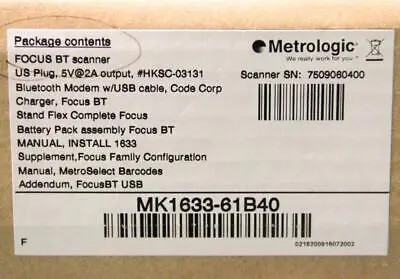 Package contents
FOCUS BT scanner
US Plug, 5V@2A output, #HKSC-03131
Bluetooth Modem w/USB cable, Code Corp
Charger, Focus BT
Stand Flex Complete Focus
Battery Pack assembly Focus BT
MANUAL, INSTALL 1633
Supplement,Focus Family Configuration
Manual, MetroSelect Barcodes
Addendum, FocusBT USB
Metrologic
We really work for you.™
Scanner SN: 7509060400
MK1633-61B40
F
0218200916072002